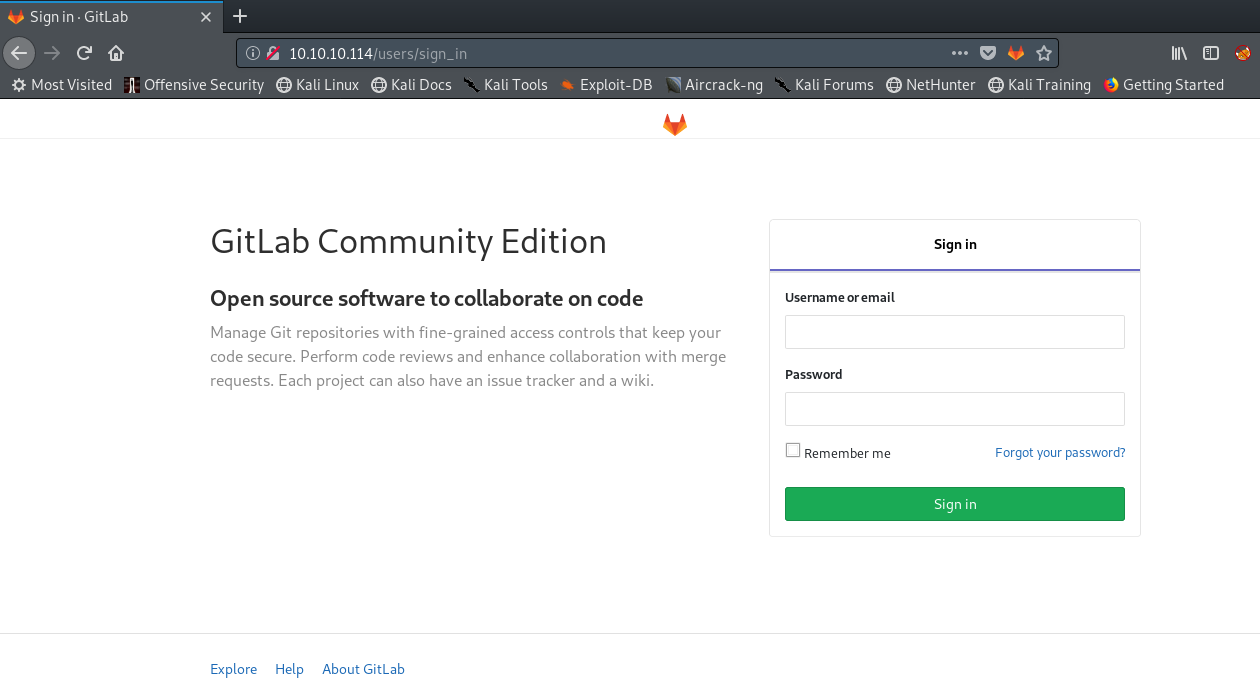 Sign in · GitLab
10.10.10.114/users/sign_in
Most Visited Offensive Security Kali Linux Kali Docs Kali Tools Exploit-DB Aircrack-ng Kali Forums NetHunter Kali Training Getting Started
GitLab Community Edition
Open source software to collaborate on code
Manage Git repositories with fine-grained access controls that keep your
code secure. Perform code reviews and enhance collaboration with merge
requests. Each project can also have an issue tracker and a wiki.
Sign in
Username or email
Password
Remember me Forgot your password?
Sign in
Explore Help About GitLab